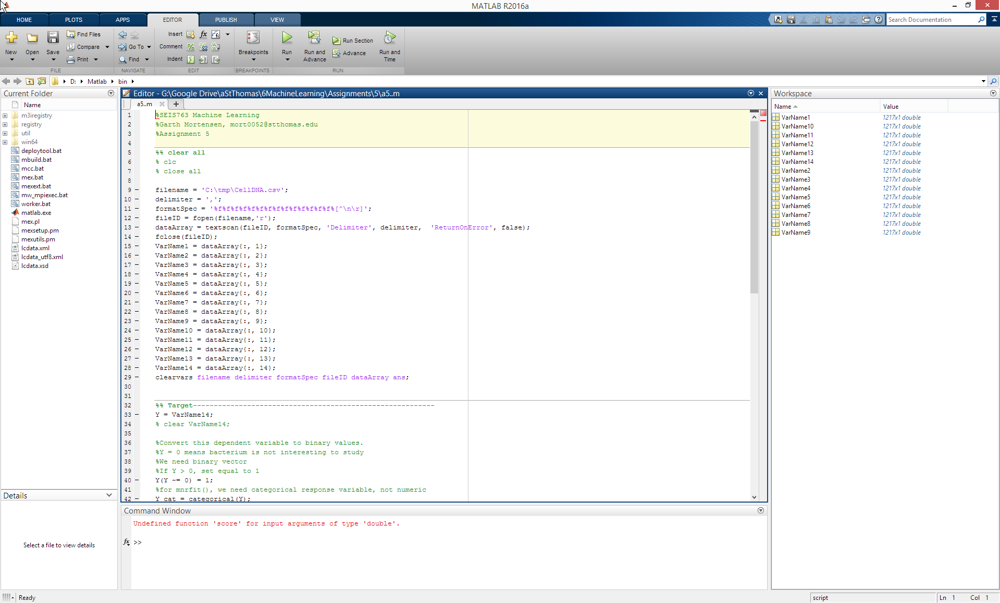 MATLAB R2016a
HOME
PLOTS
APPS
EDITOR
PUBLISH
VIEW
Search Documentation
New
Open
Save
Find Files
Compare
Print
FILE
Go To
Find
NAVIGATE
Insert
fx
Comment
Indent
EDIT
Breakpoints
BREAKPOINTS
Run
Run and Advance
Run Section
Advance
Run and Time
RUN
D:
Matlab
bin
Current Folder
Name
m3iregistry
registry
util
win64
deploytool.bat
mbuild.bat
mcc.bat
mex.bat
mexext.bat
mw_mpiexec.bat
worker.bat
matlab.exe
mex.pl
mexsetup.pm
mexutils.pm
lcdata.xml
lcdata_utf8.xml
lcdata.xsd
Details
Select a file to view details
Editor - G:\Google Drive\aStThomas\6MachineLearning\Assignments\5\a5..m
a5..m
1 %SEIS763 Machine Learning
2 %Garth Mortensen, mort0052@stthomas.edu
3 %Assignment 5
4
5 %% clear all
6 % clc
7 % close all
8
9 filename = 'C:\tmp\CellDNA.csv';
10 delimiter = ',';
11 formatSpec = '%f%f%f%f%f%f%f%f%f%f%f%f%f%f%[^\n\r]';
12 fileID = fopen(filename,'r');
13 dataArray = textscan(fileID, formatSpec, 'Delimiter', delimiter,  'ReturnOnError', false);
14 fclose(fileID);
15 VarName1 = dataArray{:, 1};
16 VarName2 = dataArray{:, 2};
17 VarName3 = dataArray{:, 3};
18 VarName4 = dataArray{:, 4};
19 VarName5 = dataArray{:, 5};
20 VarName6 = dataArray{:, 6};
21 VarName7 = dataArray{:, 7};
22 VarName8 = dataArray{:, 8};
23 VarName9 = dataArray{:, 9};
24 VarName10 = dataArray{:, 10};
25 VarName11 = dataArray{:, 11};
26 VarName12 = dataArray{:, 12};
27 VarName13 = dataArray{:, 13};
28 VarName14 = dataArray{:, 14};
29 clearvars filename delimiter formatSpec fileID dataArray ans;
30
31
32 %% Target----------------------------------------------------------
33 Y = VarName14;
34 % clear VarName14;
35
36 %Convert this dependent variable to binary values.
37 %Y = 0 means bacterium is not interesting to study
38 %We need binary vector
39 %If Y > 0, set equal to 1
40 Y(Y ~= 0) = 1;
41 %for mnrfit(), we need categorical response variable, not numeric
42 Y_cat = categorical(Y);
Command Window
Undefined function 'score' for input arguments of type 'double'.
fx >>
Workspace
Name Value
VarName1 1217x1 double
VarName10 1217x1 double
VarName11 1217x1 double
VarName12 1217x1 double
VarName13 1217x1 double
VarName14 1217x1 double
VarName2 1217x1 double
VarName3 1217x1 double
VarName4 1217x1 double
VarName5 1217x1 double
VarName6 1217x1 double
VarName7 1217x1 double
VarName8 1217x1 double
VarName9 1217x1 double
Ready
script
Ln 1 Col 1